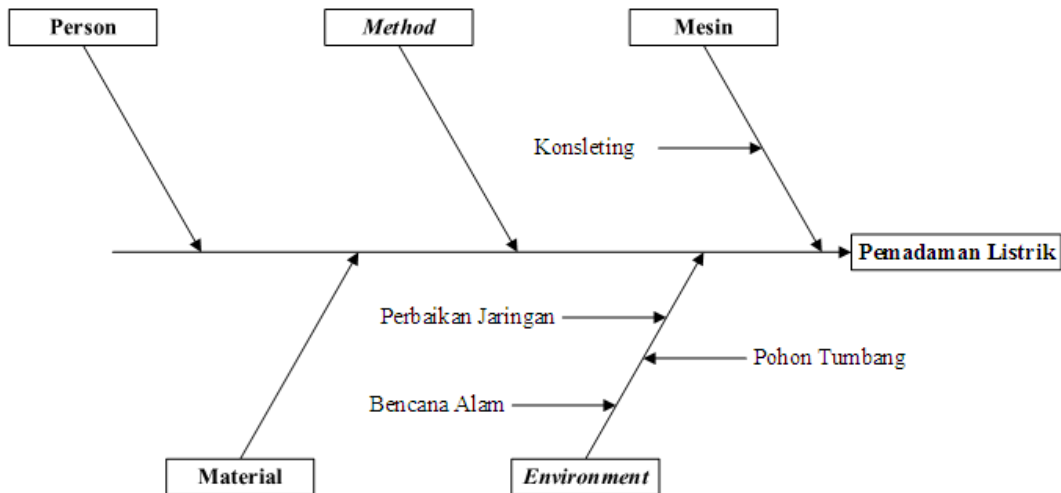 Person
Method
Mesin
Konsleting
Pemadaman Listrik
Perbaikan Jaringan
Pohon Tumbang
Bencana Alam
Material
Environment